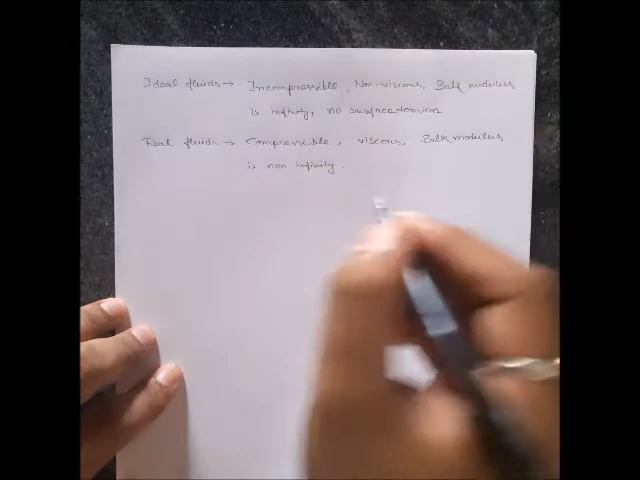 Ideal fluids → Incompressible, Non-viscous, Bulk modulus
is infinity, no surface tension
Real fluids → Compressible, viscous, Bulk modulus
is non-infinity.